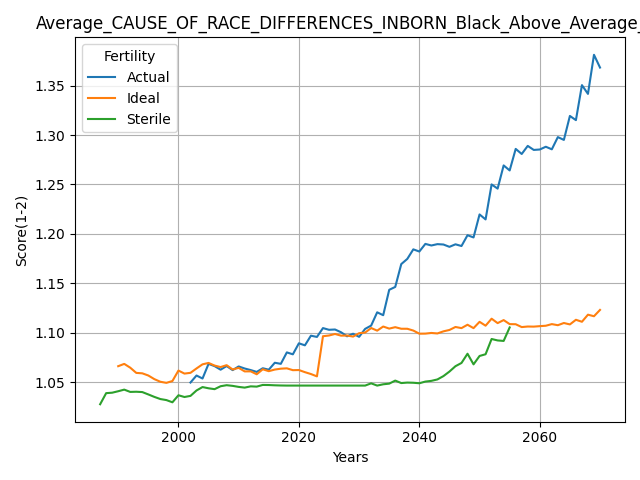 Average_CAUSE_OF_RACE_DIFFERENCES_INBORN_Black_Above_Average_
Fertility
Actual
Ideal
Sterile
Score(1-2)
1.35
1.30
1.25
1.20
1.15
1.10
1.05
2000 2020 2040 2060
Years